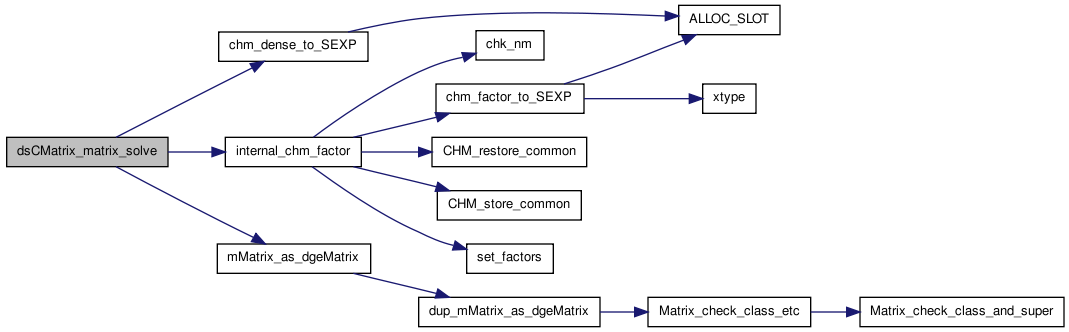 ALLOC_SLOT
chm_dense_to_SEXP
chk_nm
chm_factor_to_SEXP
xtype
dsCMatrix_matrix_solve
internal_chm_factor
CHM_restore_common
CHM_store_common
mMatrix_as_dgeMatrix
set_factors
dup_mMatrix_as_dgeMatrix
Matrix_check_class_etc
Matrix_check_class_and_super